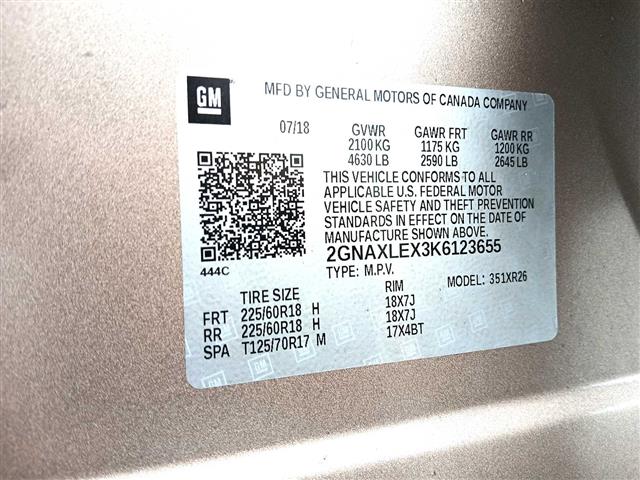 GM
MFD BY GENERAL MOTORS OF CANADA COMPANY
07/18 GVWR GAWR FRT GAWR RR
2100 KG 1175 KG 1200 KG
4630 LB 2590 LB 2645 LB
THIS VEHICLE CONFORMS TO ALL
APPLICABLE U.S. FEDERAL MOTOR
VEHICLE SAFETY AND THEFT PREVENTION
STANDARDS IN EFFECT ON THE DATE OF
MANUFACTURE SHOWN ABOVE.
2GNAXLEX3K6123655
444C
TYPE: M.P.V. MODEL: 351XR26
TIRE SIZE RIM
FRT 225/60R18 H 18X7J
RR 225/60R18 H 18X7J
SPA T125/70R17 M 17X4BT